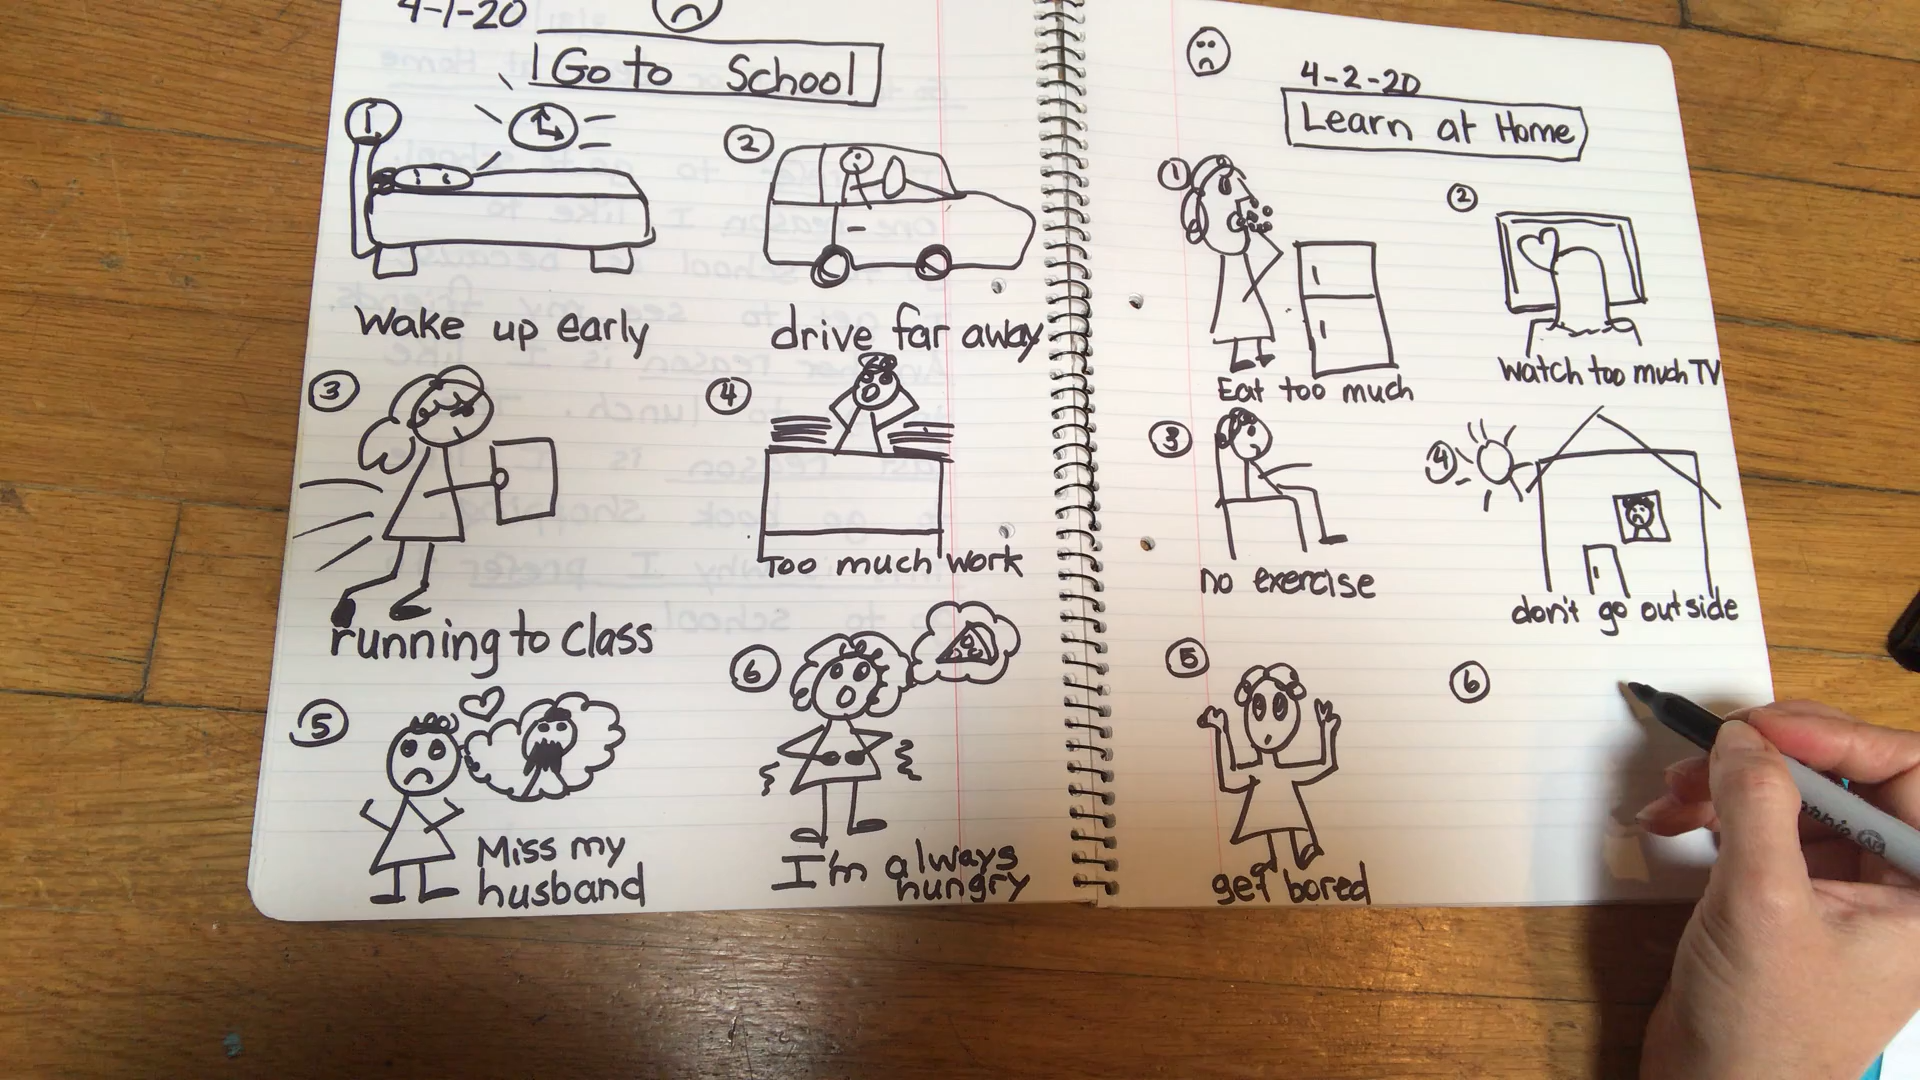 4-1-20
Go to School
1
2
wake up early
drive far away
3
4
running to class
Too much work
5
6
Miss my
husband
I'm always
hungry
4-2-20
Learn at Home
1
2
Eat too much
watch too much TV
3
4
no exercise
don't go outside
5
6
get bored